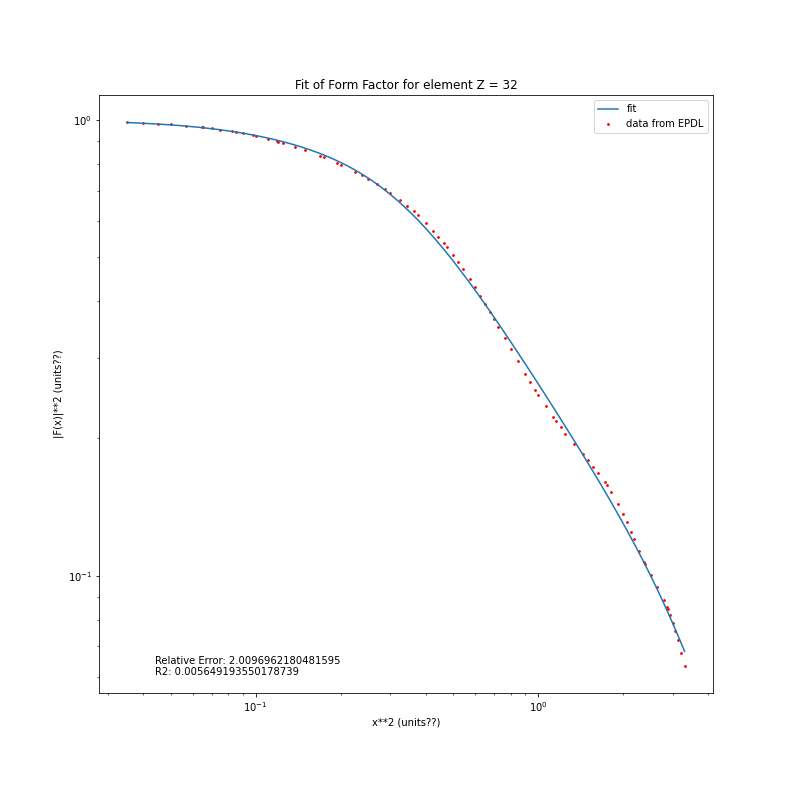 Fit of Form Factor for element Z = 32
fit
data from EPDL
|F(x)|**2 (units??)
10⁰
10⁻¹
Relative Error: 2.0096962180481595
R2: 0.005649193550178739
10⁻¹
10⁰
x**2 (units??)